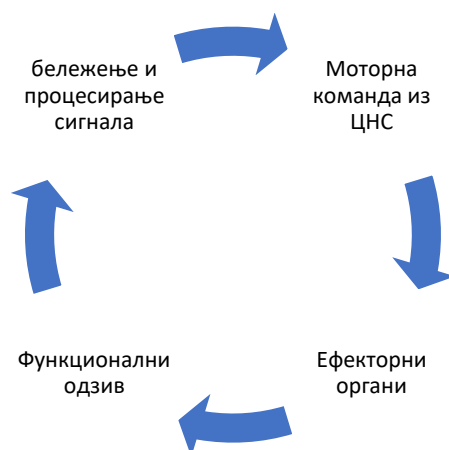 бележење и
процесирање
сигнала
Моторна
команда из
ЦНС
Функционални
одзив
Ефекторни
органи